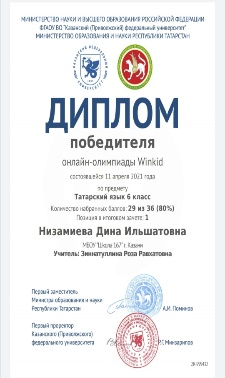 МИНИСТЕРСТВО НАУКИ И ВЫСШЕГО ОБРАЗОВАНИЯ РОССИЙСКОЙ ФЕДЕРАЦИИ
ФГАОУ ВО "Казанский (Приволжский) федеральный университет"
МИНИСТЕРСТВО ОБРАЗОВАНИЯ И НАУКИ РЕСПУБЛИКИ ТАТАРСТАН
ДИПЛОМ
победителя
онлайн-олимпиады Winkid
состоявшейся 11 апреля 2021 года
по предмету
Татарский язык 6 класс
Количество набранных баллов: 29 из 36 (80%)
Позиция в итоговом зачете: 1
Низамиева Дина Ильшатовна
МБОУ "Школа 167" г. Казани
Учитель: Зиннатуллина Роза Равхатовна
Первый заместитель
Министра образования и науки
Республики Татарстан
А.И. Поминов
Первый проректор
Казанского (Приволжского)
федерального университета
Р.Г. Минзарипов